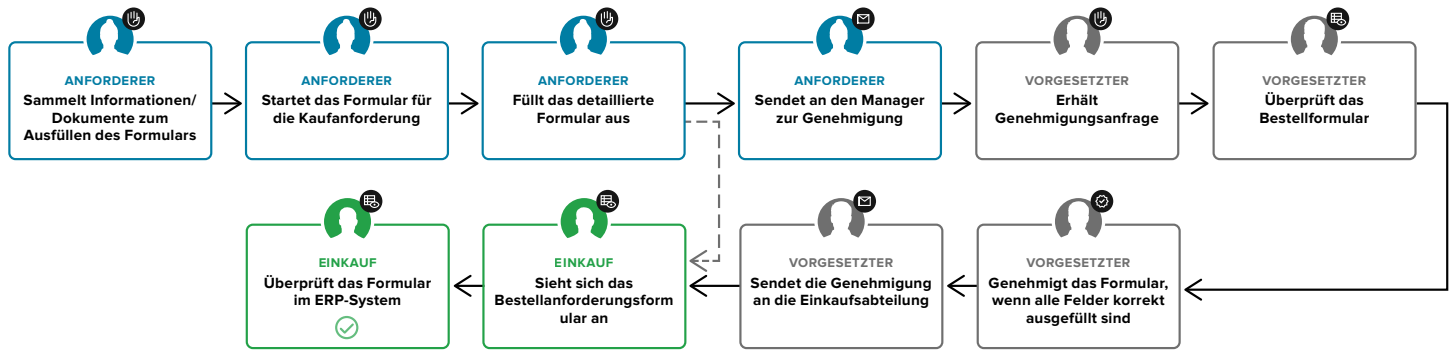 ANFORDERER
Sammelt Informationen/
Dokumente zum
Ausfüllen des Formulars
ANFORDERER
Startet das Formular für
die Kaufanforderung
ANFORDERER
Füllt das detaillierte
Formular aus
ANFORDERER
Sendet an den Manager
zur Genehmigung
VORGESETZTER
Erhält
Genehmigungsanfrage
VORGESETZTER
Überprüft das
Bestellformular
VORGESETZTER
Genehmigt das Formular,
wenn alle Felder korrekt
ausgefüllt sind
VORGESETZTER
Sendet die Genehmigung
an die Einkaufsabteilung
EINKAUF
Sieht sich das
Bestellanforderungsform
ular an
EINKAUF
Überprüft das Formular
im ERP-System